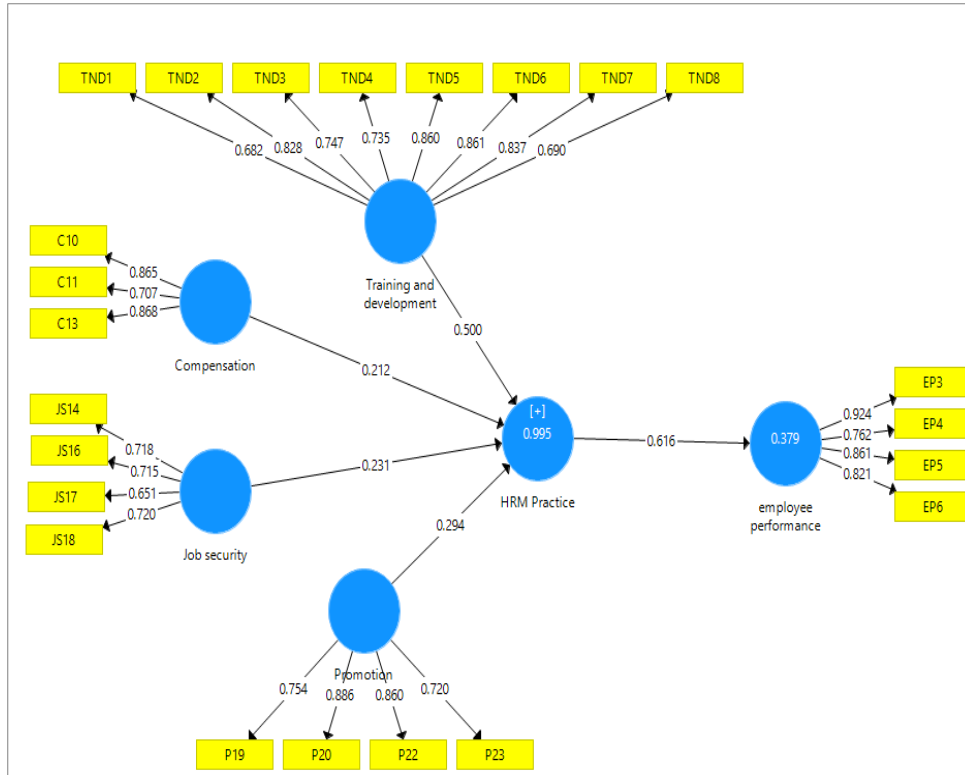 TND1 TND2 TND3 TND4 TND5 TND6 TND7 TND8
0.682 0.828 0.747 0.735 0.860 0.861 0.837 0.690
Training and
development
C10
C11
C13
0.865
0.707
0.868
Compensation
0.500
0.212
JS14
JS16
JS17
JS18
0.718
0.715
0.651
0.720
Job security
0.231
[+]
0.995
HRM Practice
0.616
0.379
employee
performance
0.924
0.762
0.861
0.821
EP3
EP4
EP5
EP6
0.294
Promotion
0.754 0.886 0.860 0.720
P19 P20 P22 P23